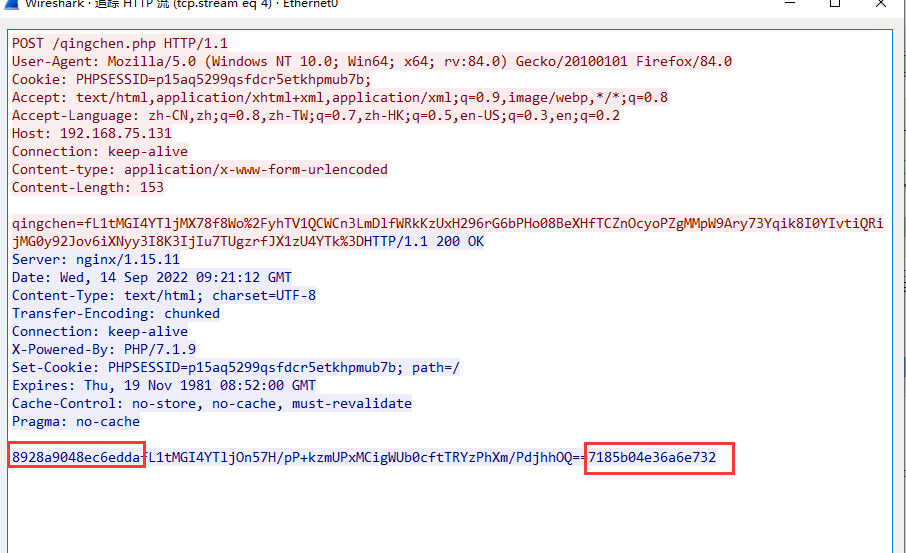 Wireshark · 追踪 HTTP 流 (tcp.stream eq 4) · Ethernet0
POST /qingchen.php HTTP/1.1
User-Agent: Mozilla/5.0 (Windows NT 10.0; Win64; x64; rv:84.0) Gecko/20100101 Firefox/84.0
Cookie: PHPSESSID=p15aq5299qsfdcr5etkhpmub7b;
Accept: text/html,application/xhtml+xml,application/xml;q=0.9,image/webp,*/*;q=0.8
Accept-Language: zh-CN,zh;q=0.8,zh-TW;q=0.7,zh-HK;q=0.5,en-US;q=0.3,en;q=0.2
Host: 192.168.75.131
Connection: keep-alive
Content-type: application/x-www-form-urlencoded
Content-Length: 153
qingchen=fL1tMGI4YTljMX78f8Wo%2FyhTV1QCWCn3LmDlfWRkKzUxH296rG6bPHo08BeXHfTCZnOcyoPZgMMpW9Ary73Yqik8I0YIvtiQRi
jMG0y92Jov6iXNyy3I8K3IjIu7TUgzrfJX1zU4YTk%3DHTTP/1.1 200 OK
Server: nginx/1.15.11
Date: Wed, 14 Sep 2022 09:21:12 GMT
Content-Type: text/html; charset=UTF-8
Transfer-Encoding: chunked
Connection: keep-alive
X-Powered-By: PHP/7.1.9
Set-Cookie: PHPSESSID=p15aq5299qsfdcr5etkhpmub7b; path=/
Expires: Thu, 19 Nov 1981 08:52:00 GMT
Cache-Control: no-store, no-cache, must-revalidate
Pragma: no-cache
8928a9048ec6eddafL1tMGI4YTljOn57H/pP+kzmUPxMCigWUb0cftTRYzPhXm/PdjhhOQ==7185b04e36a6e732